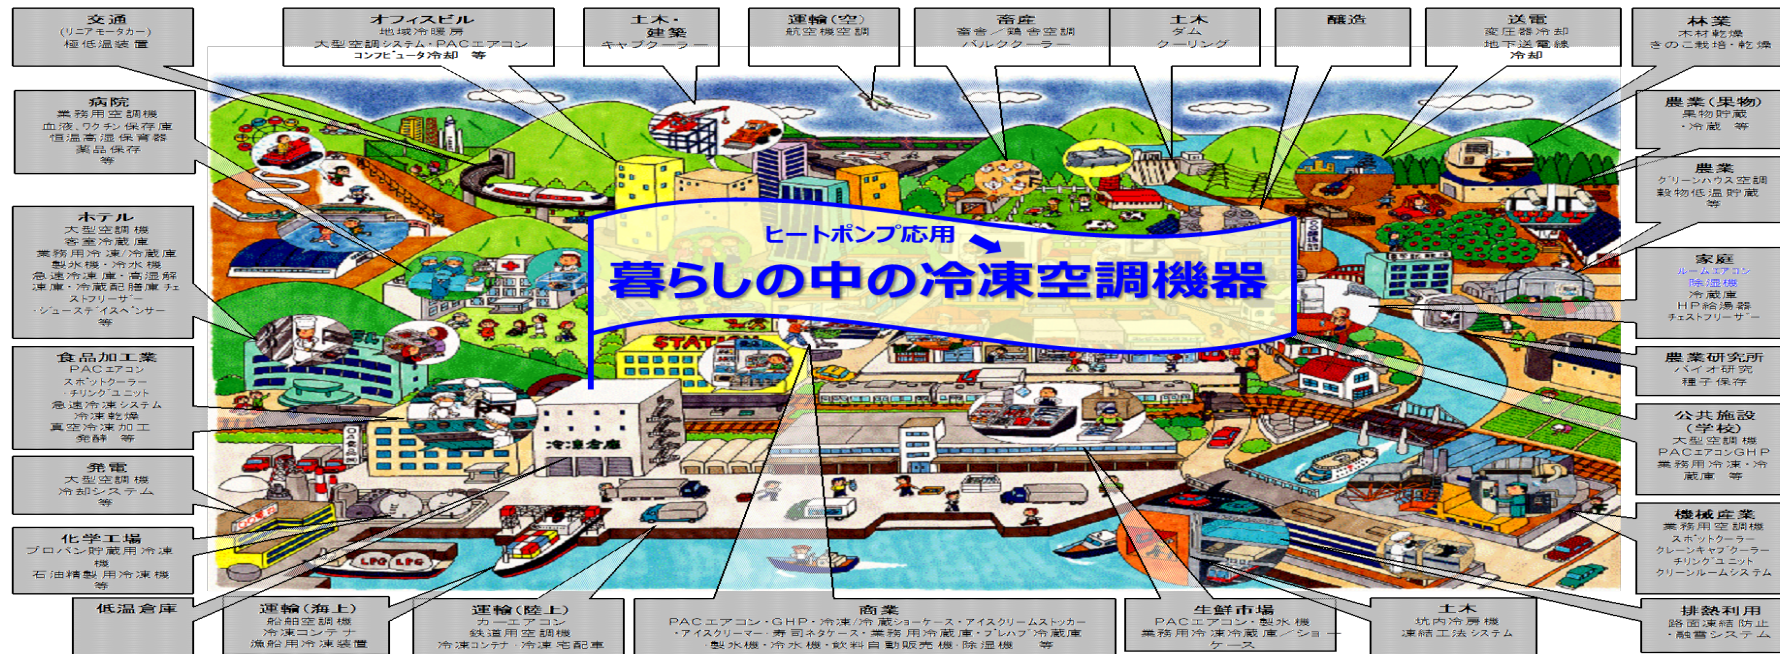 交通
(リニアモータカー)
極低温装置
オフィスビル
地域冷暖房
大型空調システム・PACエアコン
コンピュータ冷却 等
土木・
建築
キャブクーラー
運輸(空)
航空機空調
畜産
畜舎／鶏舎空調
バルククーラー
土木
ダム
クーリング
醸造
送電
変圧器冷却
地下送電線
冷却
林業
木材乾燥
きのこ栽培・乾燥
病院
業務用空調機
血液、ワクチン保存庫
恒温高湿保育器
薬品保存
等
農業(果物)
果物貯蔵
・冷蔵 等
農業
グリーンハウス空調
穀物低温貯蔵
等
ホテル
大型空調機
客室冷蔵庫
業務用冷凍/冷蔵庫
製氷機・冷水機
急速冷凍庫・高湿解
凍庫・冷蔵配膳庫チェ
ストフリーザー
・ジュースディスペンサー
等
ヒートポンプ応用
暮らしの中の冷凍空調機器
家庭
ルームエアコン
除湿機
冷蔵庫
HP給湯器
チェストフリーザー
食品加工業
PACエアコン
スポットクーラー
・チリングユニット
急速冷凍システム
冷凍乾燥
真空冷凍加工
発酵 等
農業研究所
バイオ研究
種子保存
STATI
冷凍倉庫
公共施設
(学校)
大型空調機
PACエアコンGHP
業務用冷凍・冷
蔵庫 等
発電
大型空調機
冷却システム
等
機械産業
業務用空調機
スポットクーラー
クレーンキャブクーラー
チリングユニット
クリーンルームシステム
化学工場
プロパン貯蔵用冷凍
機
石油精製用冷凍機
等
LPG LPG
低温倉庫
運輸(海上)
船舶空調機
冷凍コンテナ
漁船用冷凍装置
運輸(陸上)
カーエアコン
鉄道用空調機
冷凍コンテナ・冷凍宅配車
商業
PACエアコン・GHP・冷凍/冷蔵ショーケース・アイスクリームストッカー
・アイスクリーマー・寿司ネタケース・業務用冷蔵庫・プレハブ冷蔵庫
・製氷機・冷水機・飲料自動販売機・除湿機 等
生鮮市場
PACエアコン・製氷機
業務用冷凍冷蔵庫／ショー
ケース
土木
坑内冷房機
凍結工法システム
排熱利用
路面凍結防止
・融雪システム